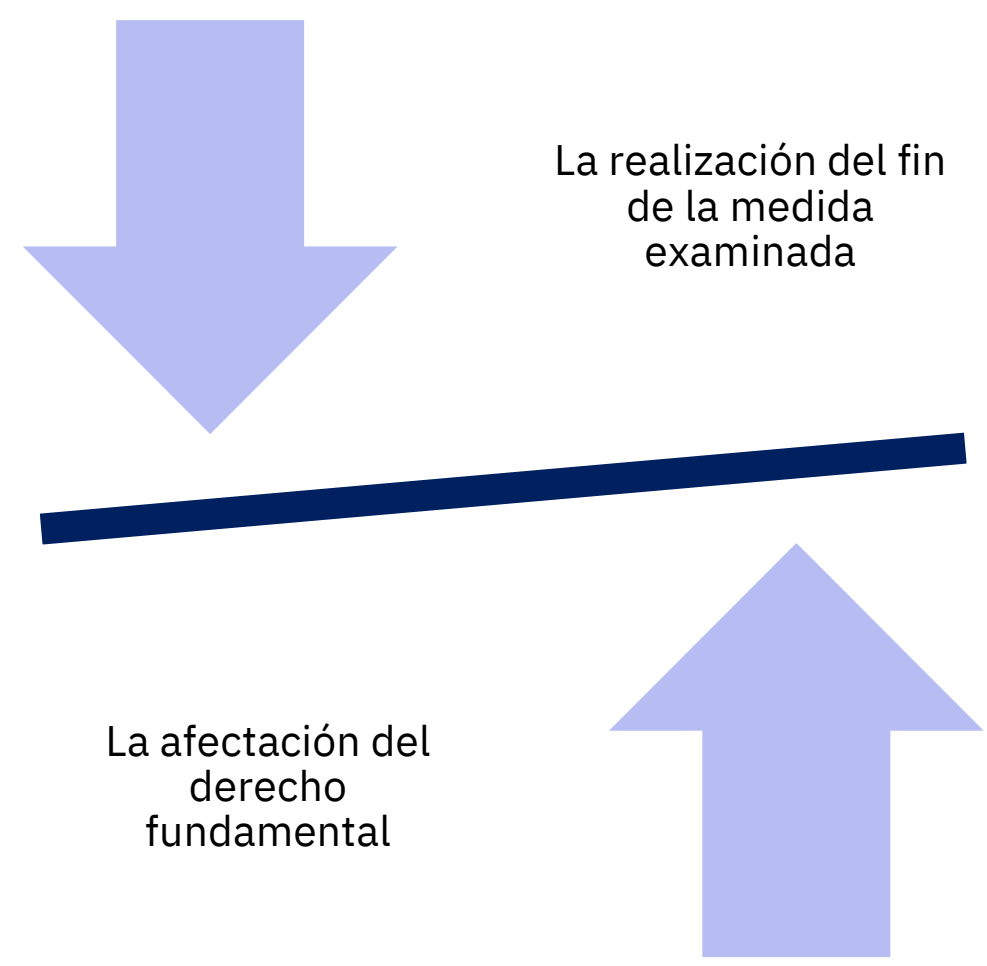 La realización del fin
de la medida
examinada
La afectación del
derecho
fundamental